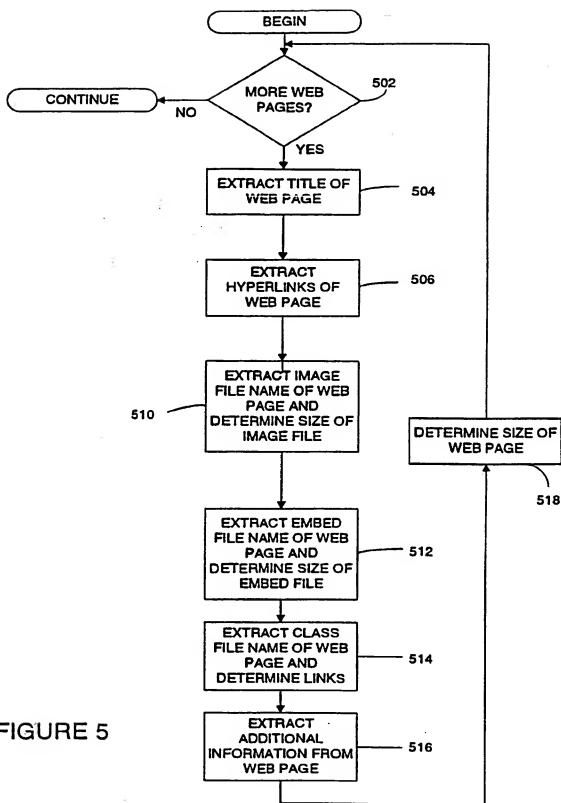 BEGIN
MORE WEB
PAGES?
502
CONTINUE
NO
YES
EXTRACT TITLE OF
WEB PAGE
504
EXTRACT
HYPERLINKS OF
WEB PAGE
506
EXTRACT IMAGE
FILE NAME OF WEB
PAGE AND
DETERMINE SIZE OF
IMAGE FILE
510
DETERMINE SIZE OF
WEB PAGE
518
EXTRACT EMBED
FILE NAME OF WEB
PAGE AND
DETERMINE SIZE OF
EMBED FILE
512
EXTRACT CLASS
FILE NAME OF WEB
PAGE AND
DETERMINE LINKS
514
EXTRACT
ADDITIONAL
INFORMATION FROM
WEB PAGE
516
FIGURE 5